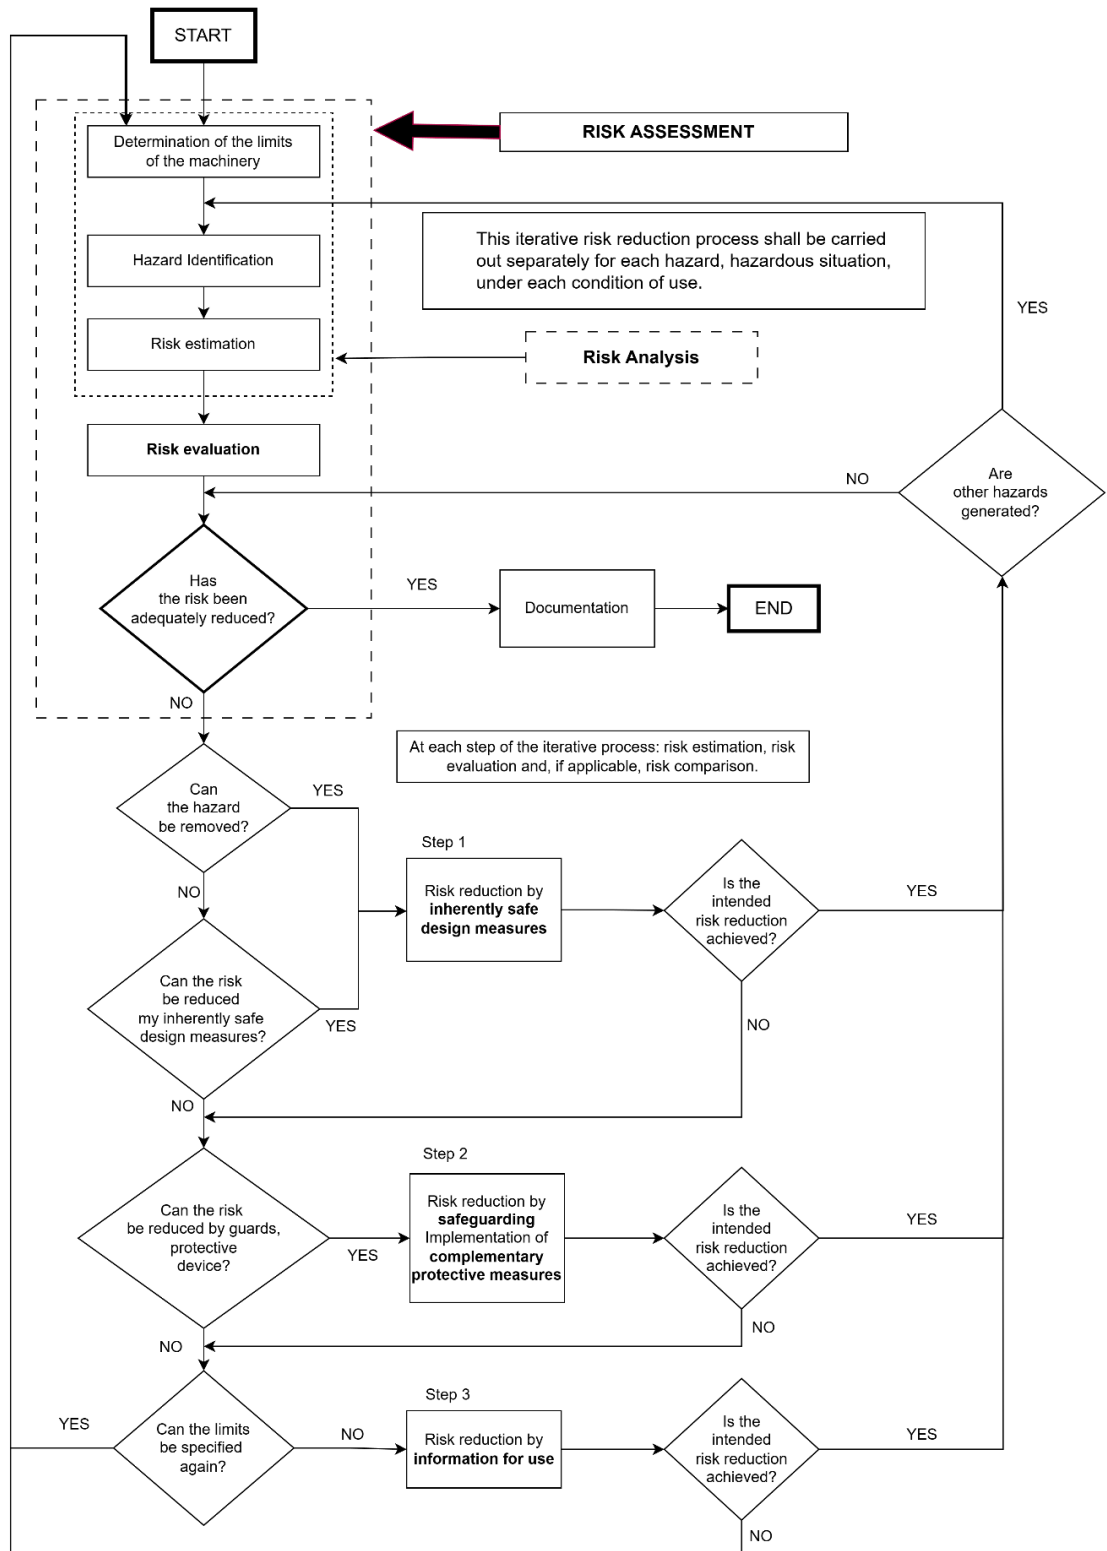 START
RISK ASSESSMENT
Determination of the limits
of the machinery
This iterative risk reduction process shall be carried
out separately for each hazard, hazardous situation,
under each condition of use.
Hazard Identification
YES
Risk estimation
Risk Analysis
Risk evaluation
Are
other hazards
generated?
NO
Has
the risk been
adequately reduced?
YES
Documentation
END
NO
At each step of the iterative process: risk estimation, risk
evaluation and, if applicable, risk comparison.
Can
the hazard
be removed?
YES
NO
Step 1
Risk reduction by
inherently safe
design measures
Is the
intended
risk reduction
achieved?
YES
NO
Can the risk
be reduced
my inherently safe
design measures?
YES
NO
Step 2
Can the risk
be reduced by guards,
protective
device?
YES
Risk reduction by
safeguarding
Implementation of
complementary
protective measures
Is the
intended
risk reduction
achieved?
YES
NO
NO
Step 3
Can the limits
be specified
again?
YES
NO
Risk reduction by
information for use
Is the
intended
risk reduction
achieved?
YES
NO